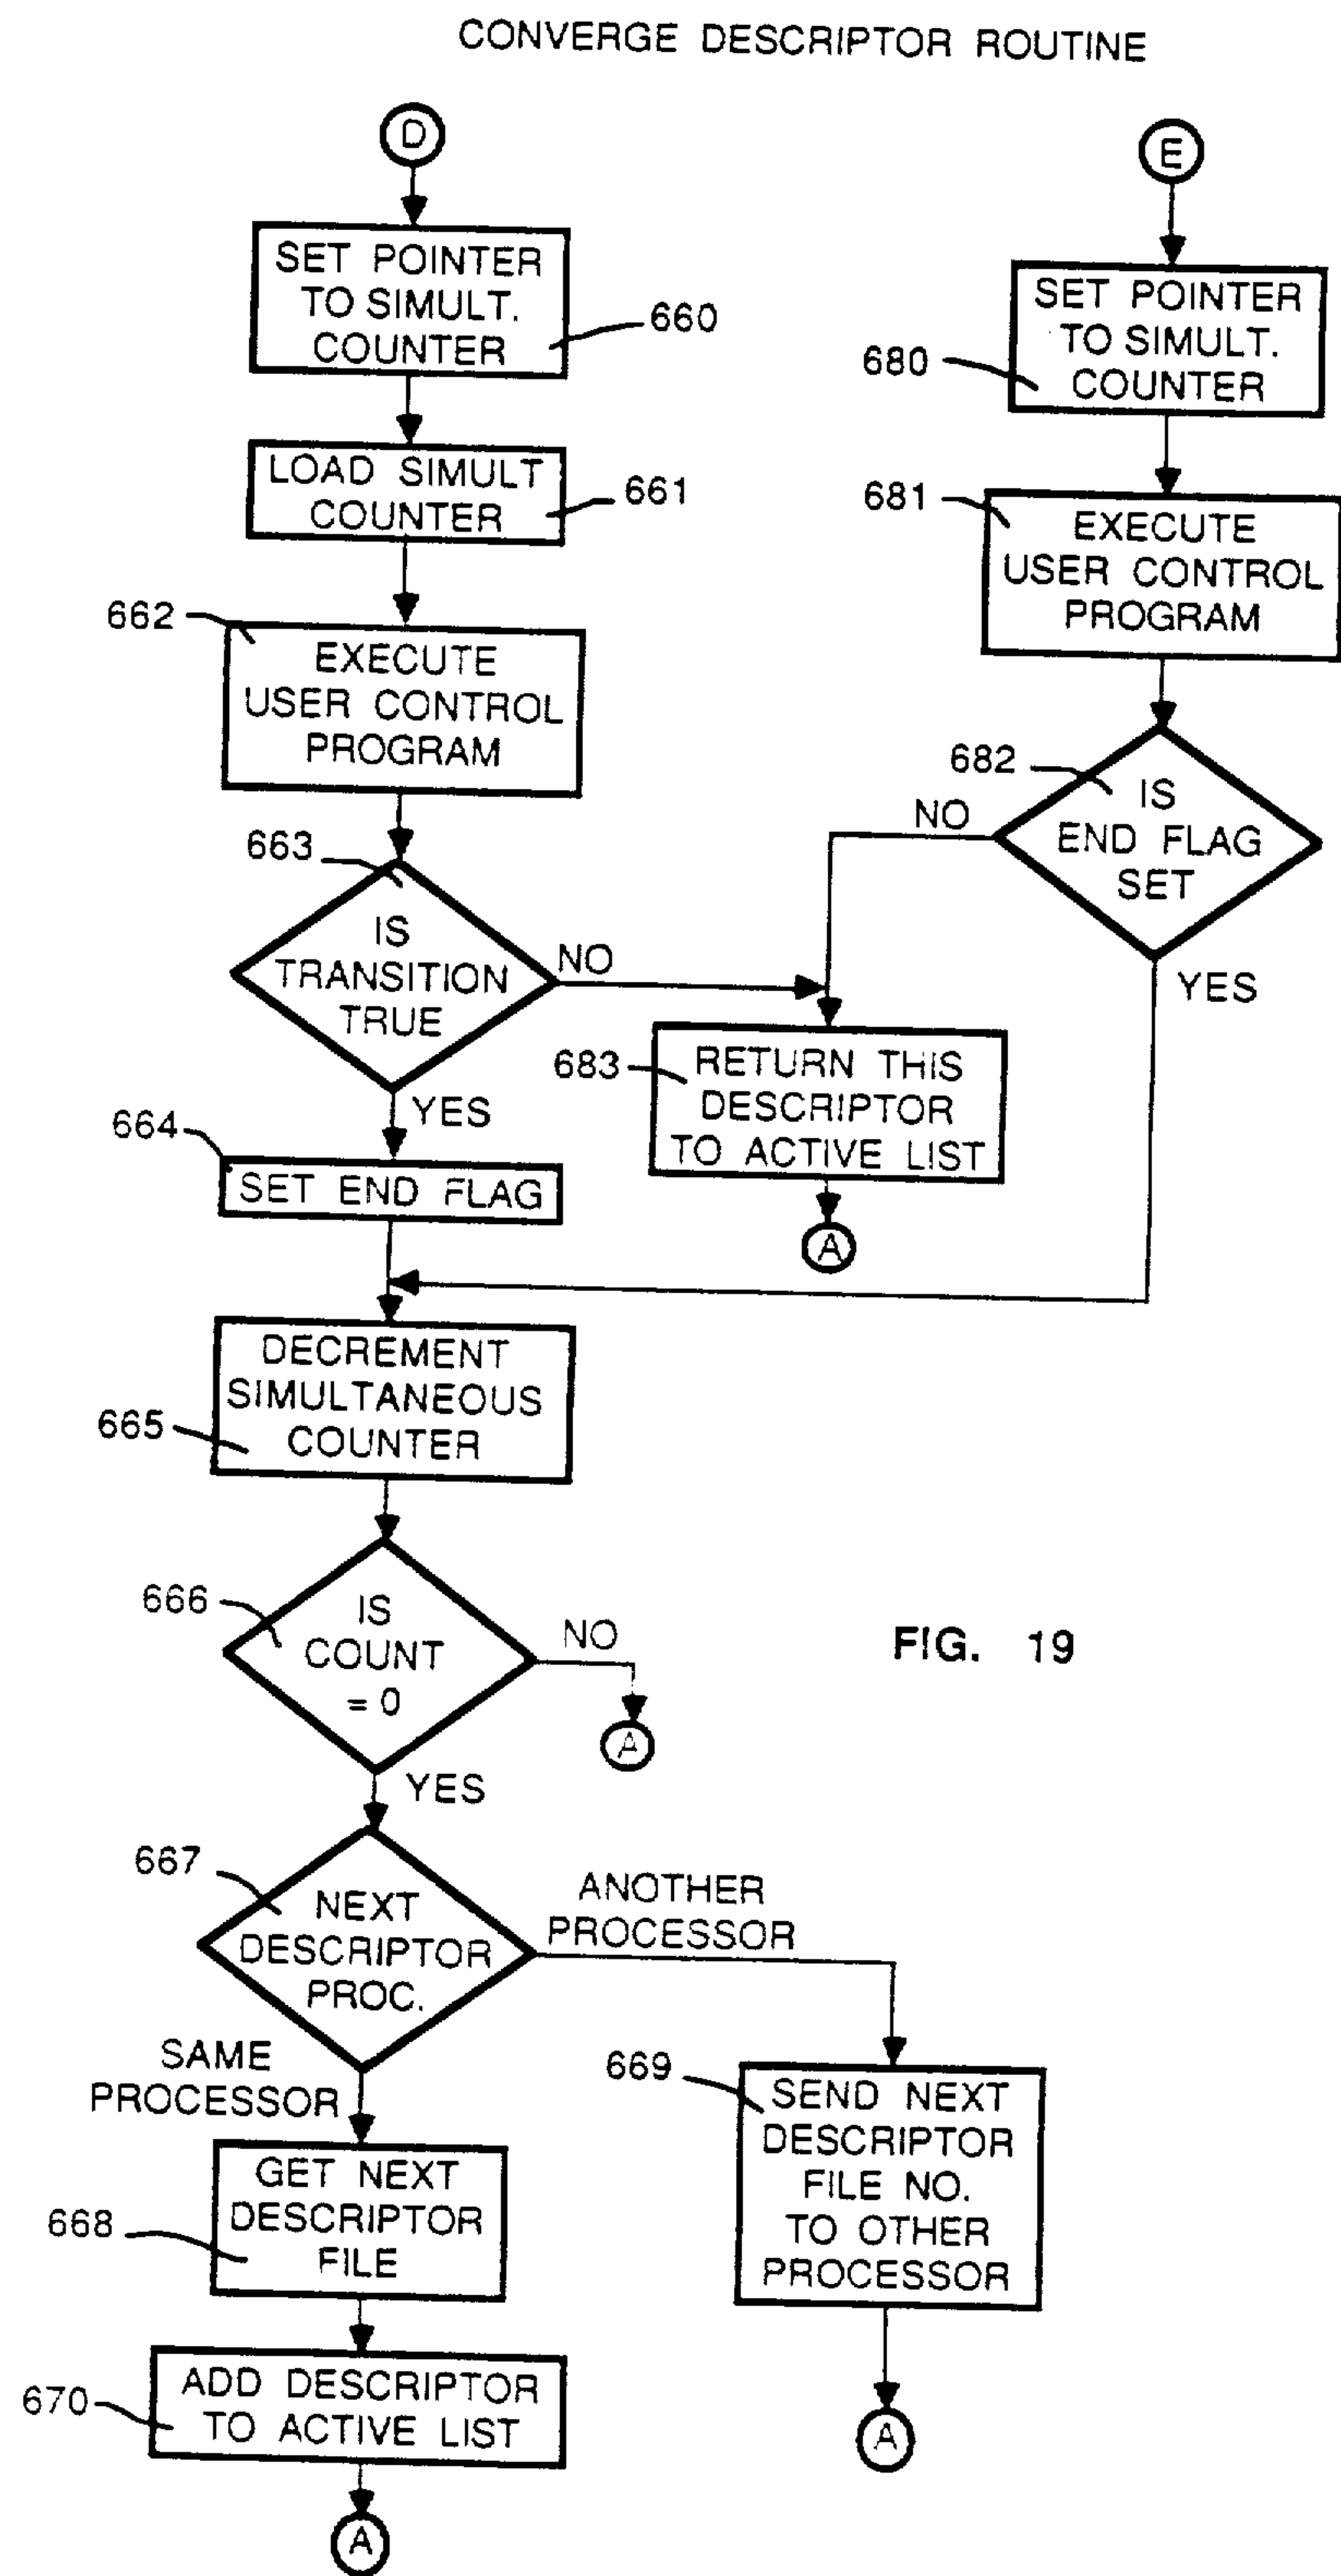 CONVERGE DESCRIPTOR ROUTINE
D
SET POINTER
TO SIMULT.
COUNTER
660
LOAD SIMULT
COUNTER
661
662
EXECUTE
USER CONTROL
PROGRAM
663
IS
TRANSITION
TRUE
NO
YES
664
SET END FLAG
E
SET POINTER
TO SIMULT.
COUNTER
680
681
EXECUTE
USER CONTROL
PROGRAM
682
IS
END FLAG
SET
NO
YES
683
RETURN THIS
DESCRIPTOR
TO ACTIVE LIST
A
DECREMENT
SIMULTANEOUS
COUNTER
665
666
IS
COUNT
= 0
NO
A
YES
FIG. 19
667
NEXT
DESCRIPTOR
PROC.
ANOTHER
PROCESSOR
SAME
PROCESSOR
669
SEND NEXT
DESCRIPTOR
FILE NO.
TO OTHER
PROCESSOR
A
GET NEXT
DESCRIPTOR
FILE
668
ADD DESCRIPTOR
TO ACTIVE LIST
670
A